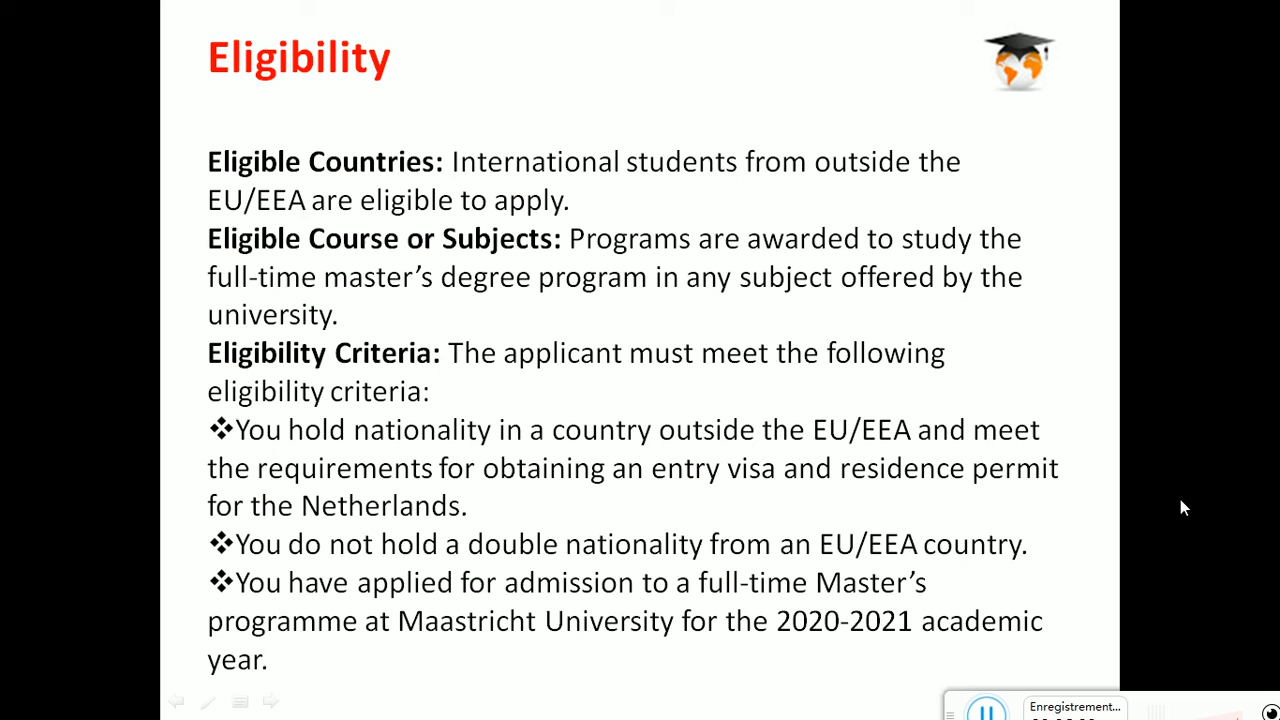 Eligibility
Eligible Countries: International students from outside the
EU/EEA are eligible to apply.
Eligible Course or Subjects: Programs are awarded to study the
full-time master’s degree program in any subject offered by the
university.
Eligibility Criteria: The applicant must meet the following
eligibility criteria:
❖You hold nationality in a country outside the EU/EEA and meet
the requirements for obtaining an entry visa and residence permit
for the Netherlands.
❖You do not hold a double nationality from an EU/EEA country.
❖You have applied for admission to a full-time Master’s
programme at Maastricht University for the 2020-2021 academic
year.
Enregistrement...